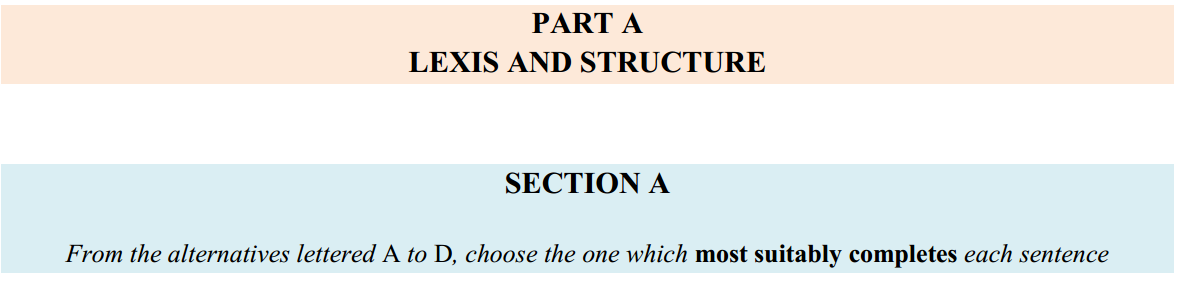 PART A
LEXIS AND STRUCTURE
SECTION A
From the alternatives lettered A to D, choose the one which most suitably completes each sentence